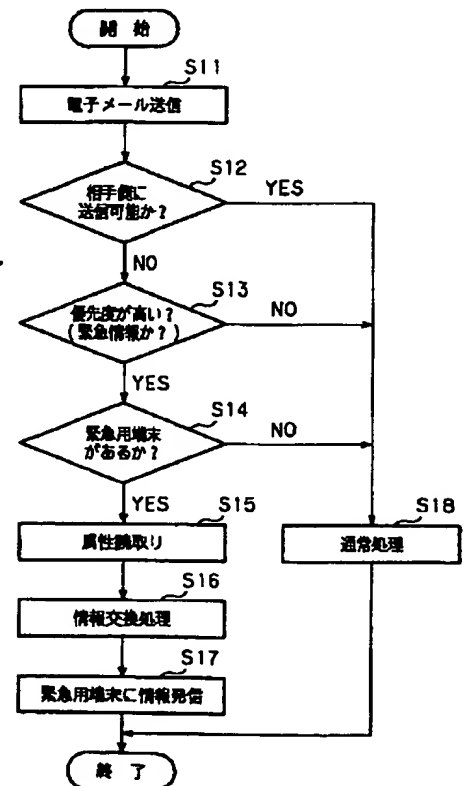 開 始
S11
電子メール送信
S12
相手側に
送信可能か?
YES
NO
S13
優先度が高い?
(緊急情報か?)
NO
YES
S14
緊急用端末
があるか?
NO
YES
S15
属性読取り
S18
通常処理
S16
情報交換処理
S17
緊急用端末に情報発信
終 了